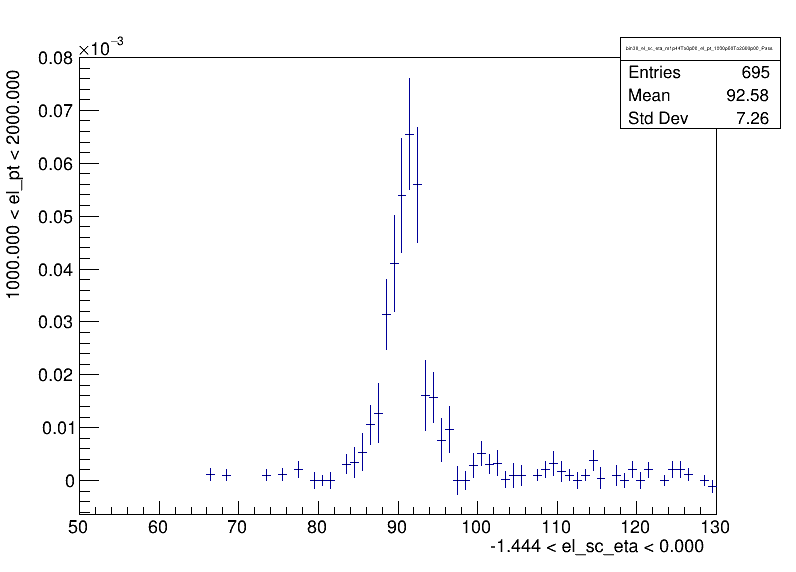 ×10⁻³
0.08
0.07
0.06
0.05
0.04
0.03
0.02
0.01
0
50 60 70 80 90 100 110 120 130
1000.000 < el_pt < 2000.000
-1.444 < el_sc_eta < 0.000
Entries 695
Mean 92.58
Std Dev 7.26